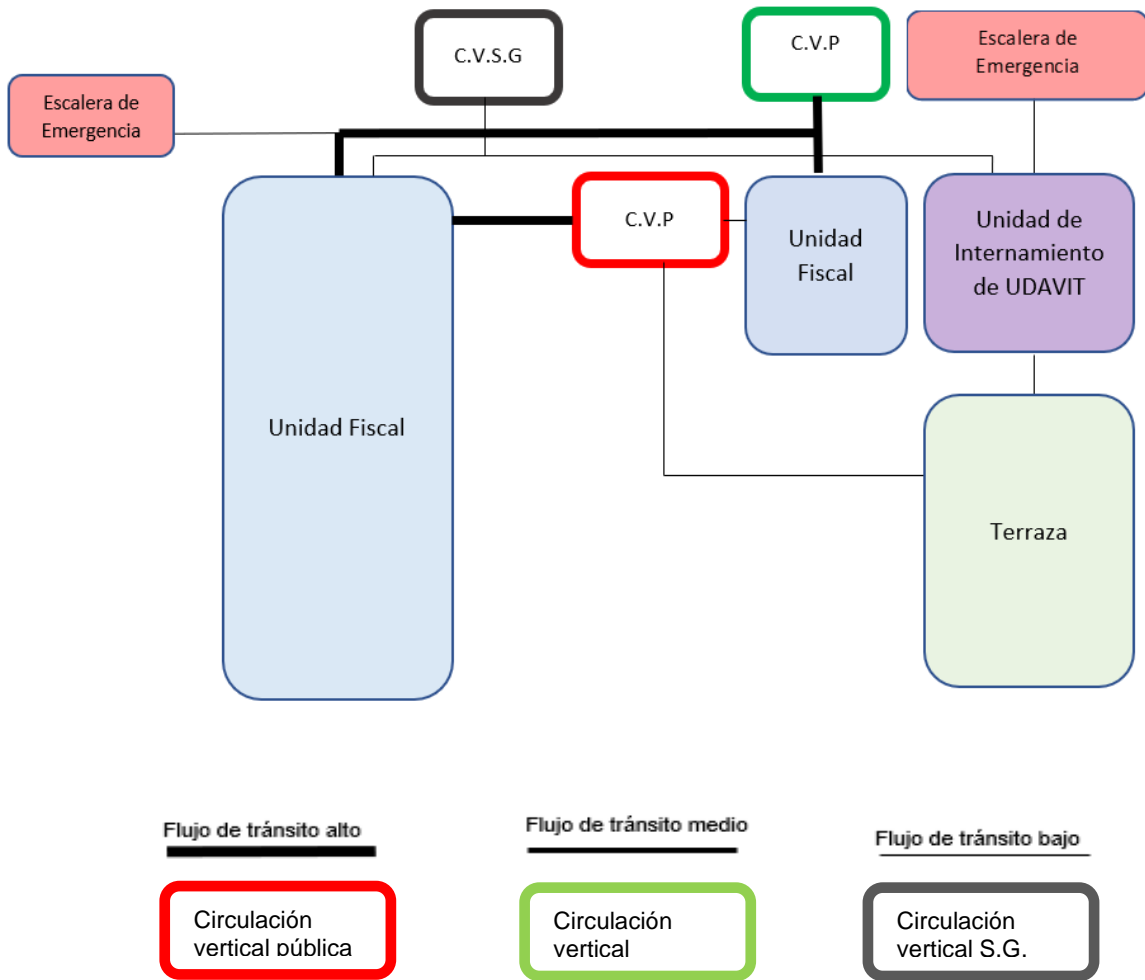 C.V.S.G
C.V.P
Escalera de
Emergencia
Escalera de
Emergencia
C.V.P
Unidad
Fiscal
Unidad de
Internamiento
de UDAVIT
Unidad Fiscal
Terraza
Flujo de tránsito alto
Flujo de tránsito medio
Flujo de tránsito bajo
Circulación
vertical pública
Circulación
vertical
Circulación
vertical S.G.